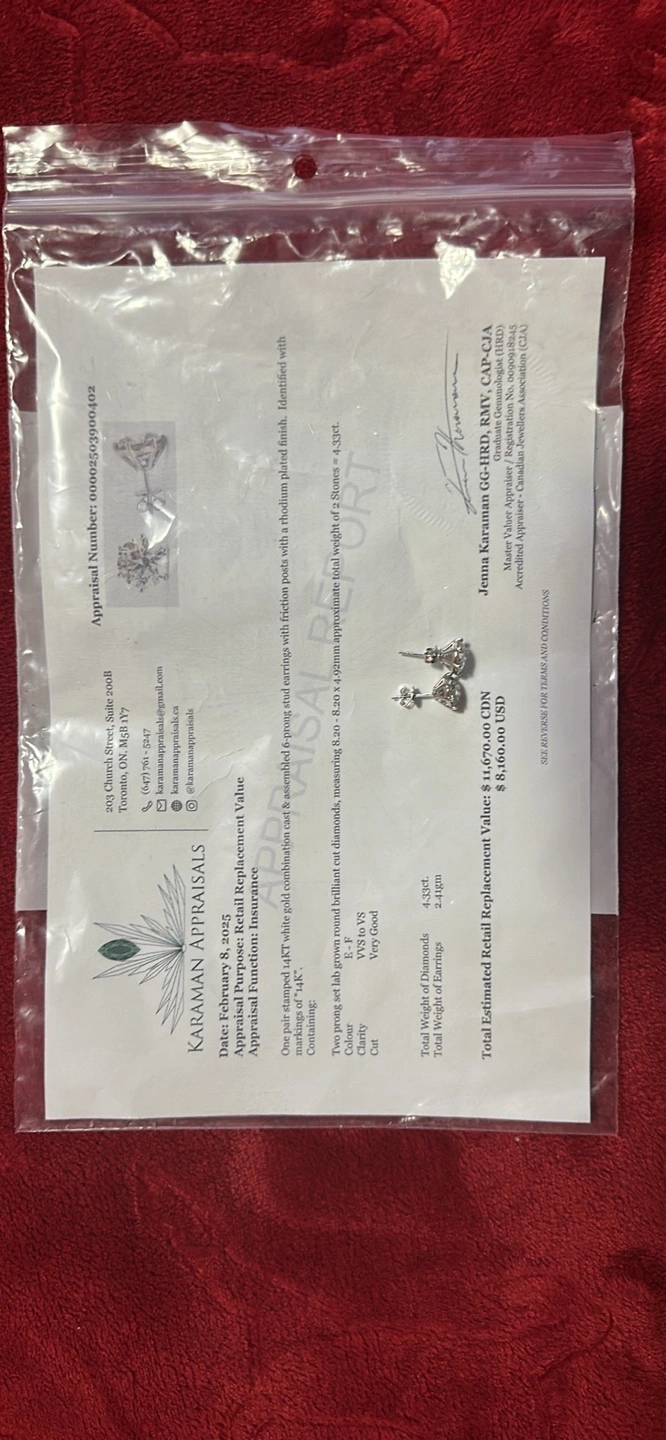 KARAMAN APPRAISALS
203 Church Street, Suite 200B
Toronto, ON. M5B 1Y7
(647) 761 - 5247
karamanappraisals@gmail.com
karamanappraisals.ca
@karamanappraisals
Appraisal Number: 00002503900402
Date: February 8, 2025
Appraisal Purpose: Retail Replacement Value
Appraisal Function: Insurance
One pair stamped 14KT white gold combination cast & assembled 6-prong stud earrings with friction posts with a rhodium plated finish. Identified with
markings of "14K".
Containing:
Two prong set lab grown round brilliant cut diamonds, measuring 8.20 - 8.20 x 4.92mm approximate total weight of 2 Stones = 4.33ct.
Colour E - F
Clarity VVS to VS
Cut Very Good
APPRAISAL REPORT
Total Weight of Diamonds 4.33ct.
Total Weight of Earrings 2.41gm
Total Estimated Retail Replacement Value: $ 11,670.00 CDN
$ 8,160.00 USD
Jenna Karaman GG-HRD, RMV, CAP-CJA
Graduate Gemmologist (HRD)
Master Valuer Appraiser / Registration No. 0090918245
Accredited Appraiser - Canadian Jewellers Association (CJA)
SEE REVERSE FOR TERMS AND CONDITIONS